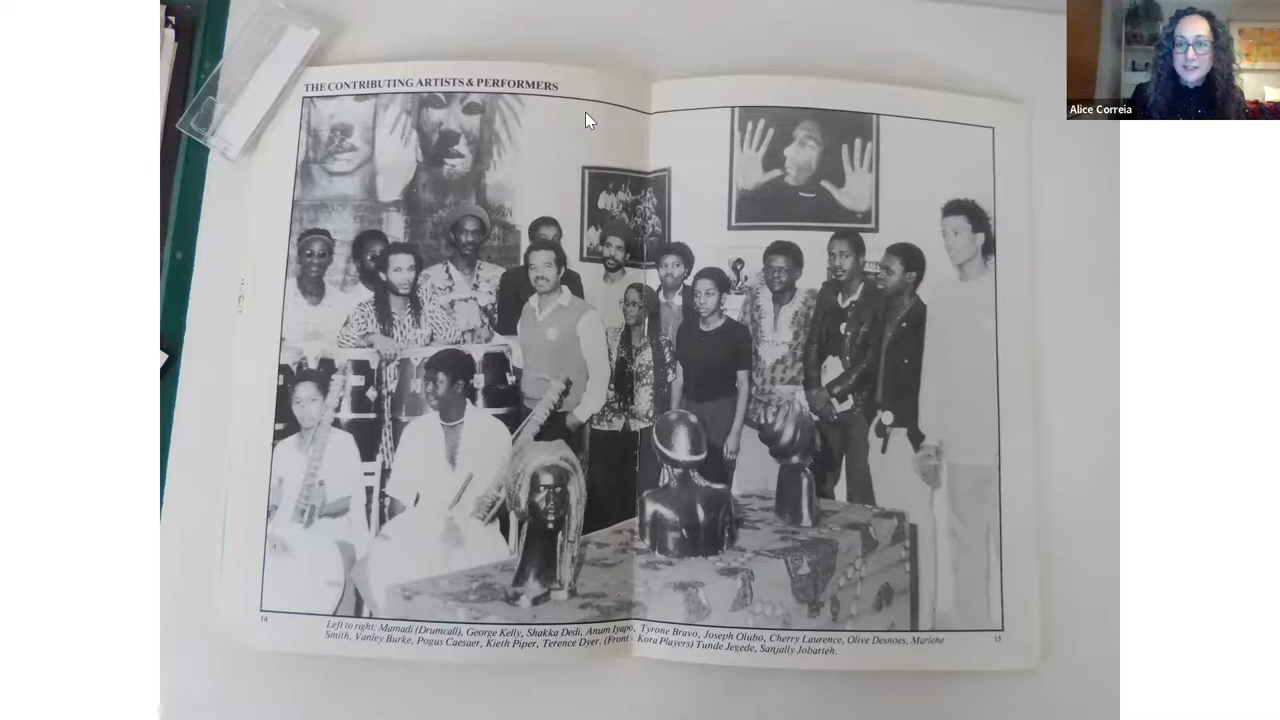 Alice Correia
THE CONTRIBUTING ARTISTS & PERFORMERS
14
15
Left to right: Mamadi (Drumcall), George Kelly, Shakka Dedi, Anum Iyapo, Tyrone Bravo, Joseph Olubo, Cherry Laurence, Olive Desnoes, Marlene
Smith, Vanley Burke, Pogus Caesaer, Kieth Piper, Terence Dyer. (Front - Kora Players) Tunde Jegede, Sanjally Jobarteh.